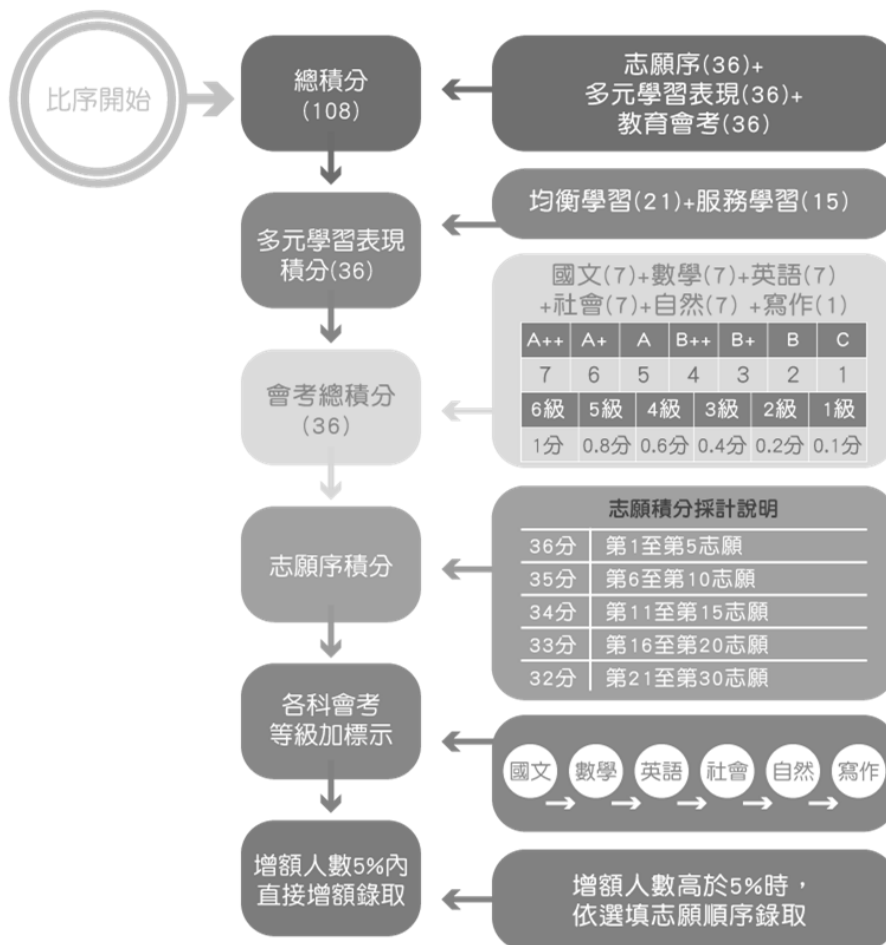 比序開始
總積分
(108)
志願序(36)+
多元學習表現(36)+
教育會考(36)
多元學習表現
積分(36)
均衡學習(21)+服務學習(15)
會考總積分
(36)
國文(7)+數學(7)+英語(7)
+社會(7)+自然(7) +寫作(1)
A++ A+ A B++ B+ B C
7 6 5 4 3 2 1
6級 5級 4級 3級 2級 1級
1分 0.8分 0.6分 0.4分 0.2分 0.1分
志願序積分
志願積分採計說明
36分 第1至第5志願
35分 第6至第10志願
34分 第11至第15志願
33分 第16至第20志願
32分 第21至第30志願
各科會考
等級加標示
國文 數學 英語 社會 自然 寫作
增額人數5%內
直接增額錄取
增額人數高於5%時，
依選填志願順序錄取